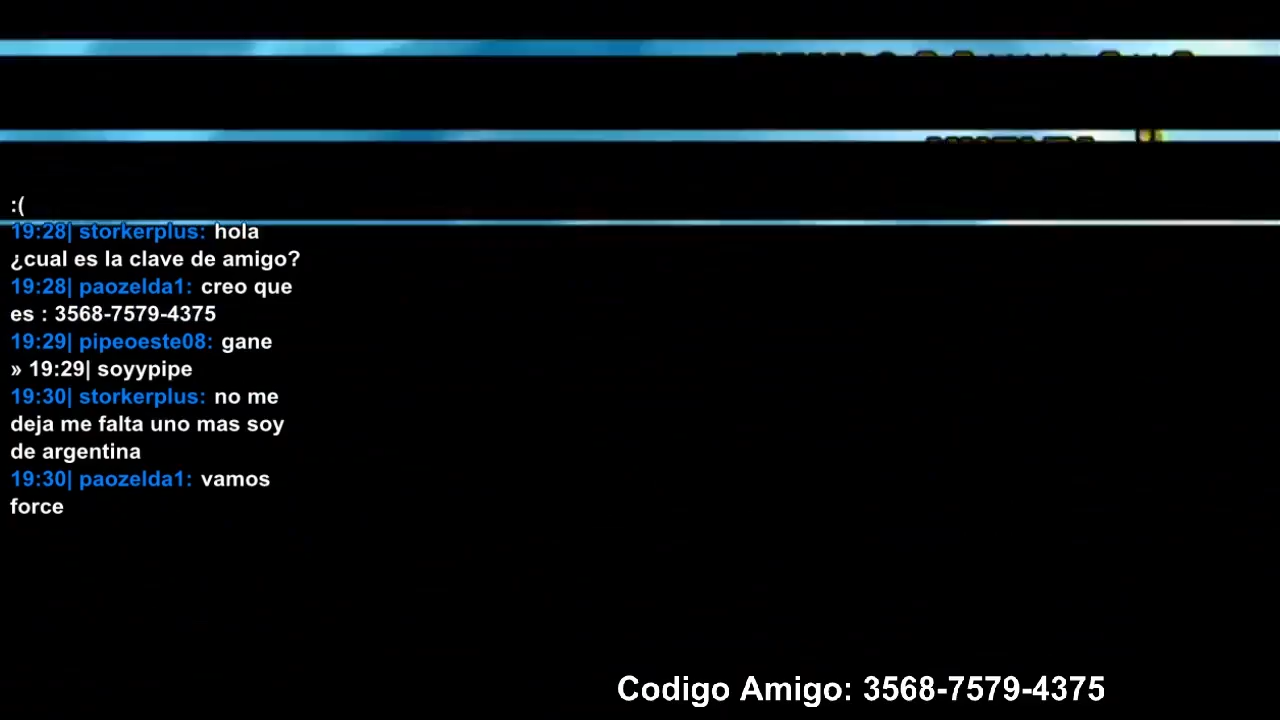 :(
19:28| storkerplus: hola
¿cual es la clave de amigo?
19:28| paozelda1: creo que
es : 3568-7579-4375
19:29| pipeoeste08: gane
» 19:29| soyypipe
19:30| storkerplus: no me
deja me falta uno mas soy
de argentina
19:30| paozelda1: vamos
force
Codigo Amigo: 3568-7579-4375